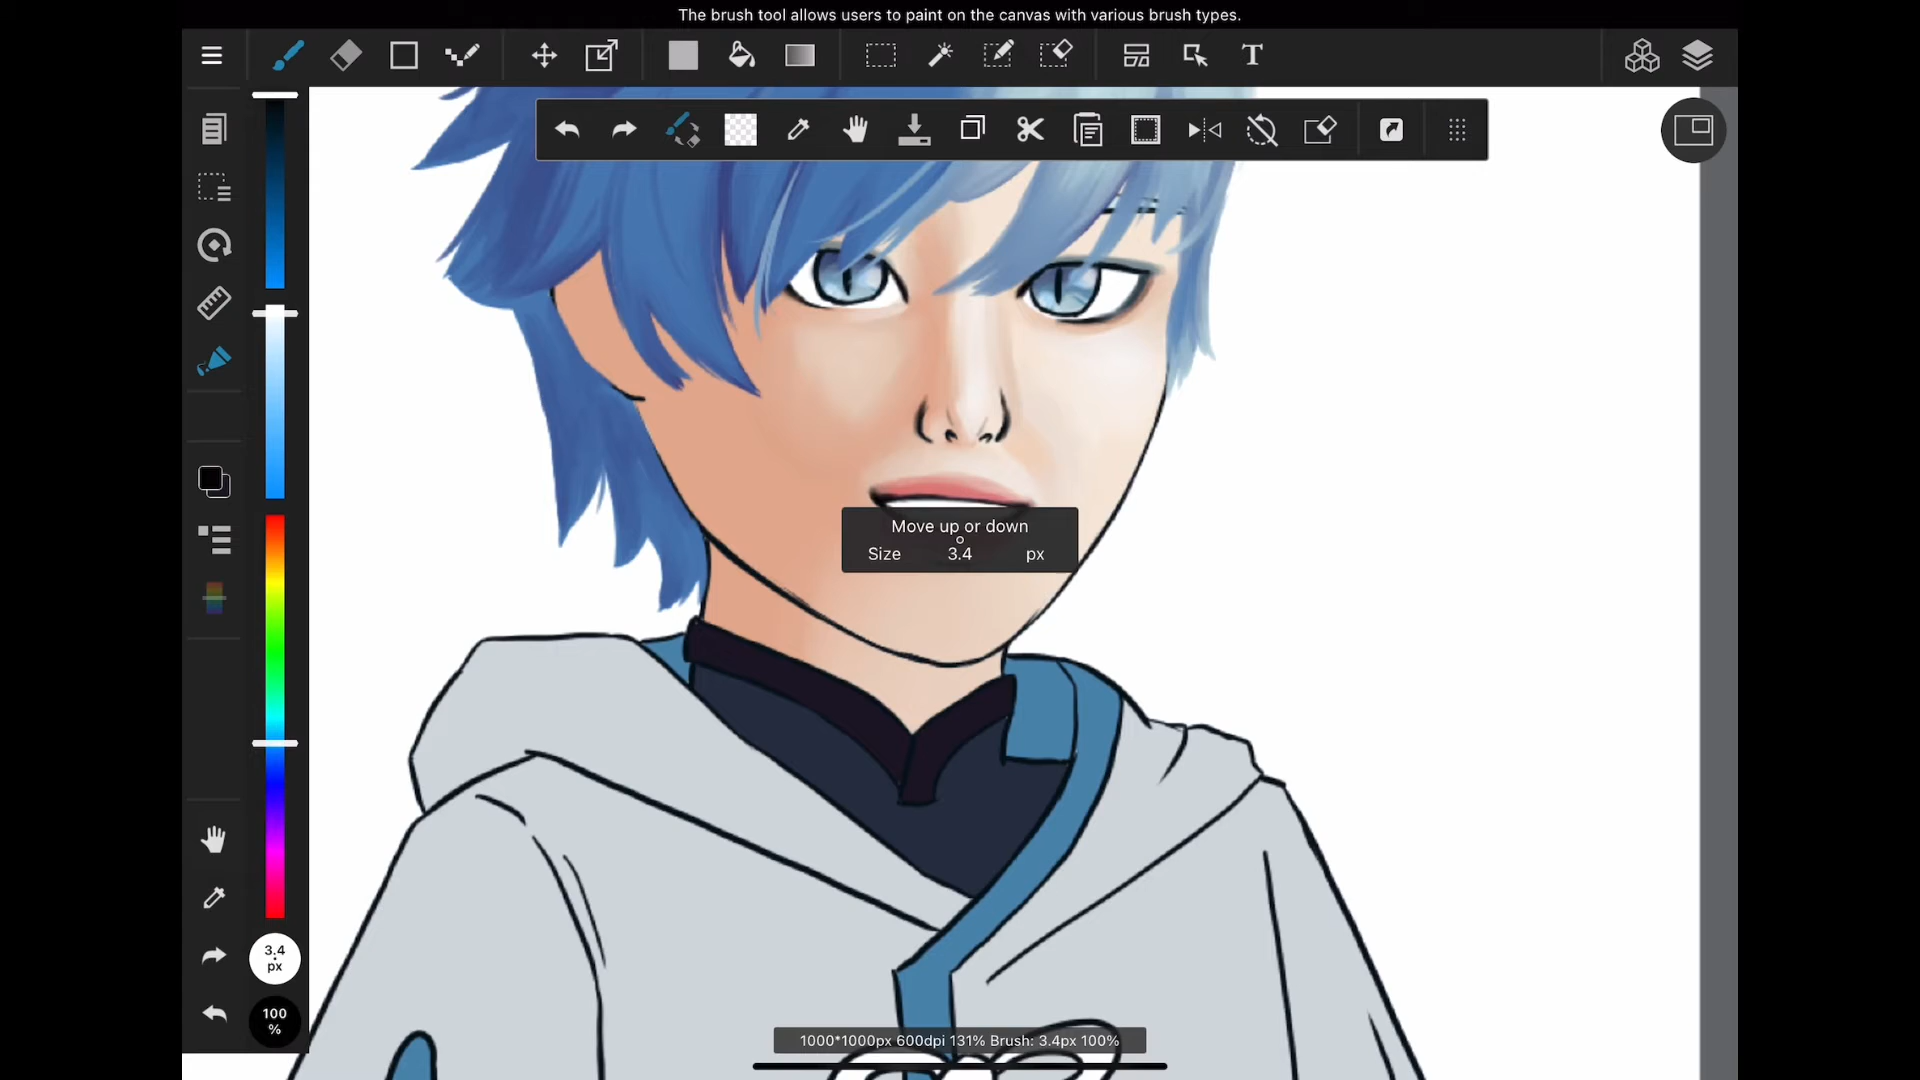 The brush tool allows users to paint on the canvas with various brush types.
T
Move up or down
Size 3.4 px
3.4
px
100
%
1000*1000px 600dpi 131% Brush: 3.4px 100%